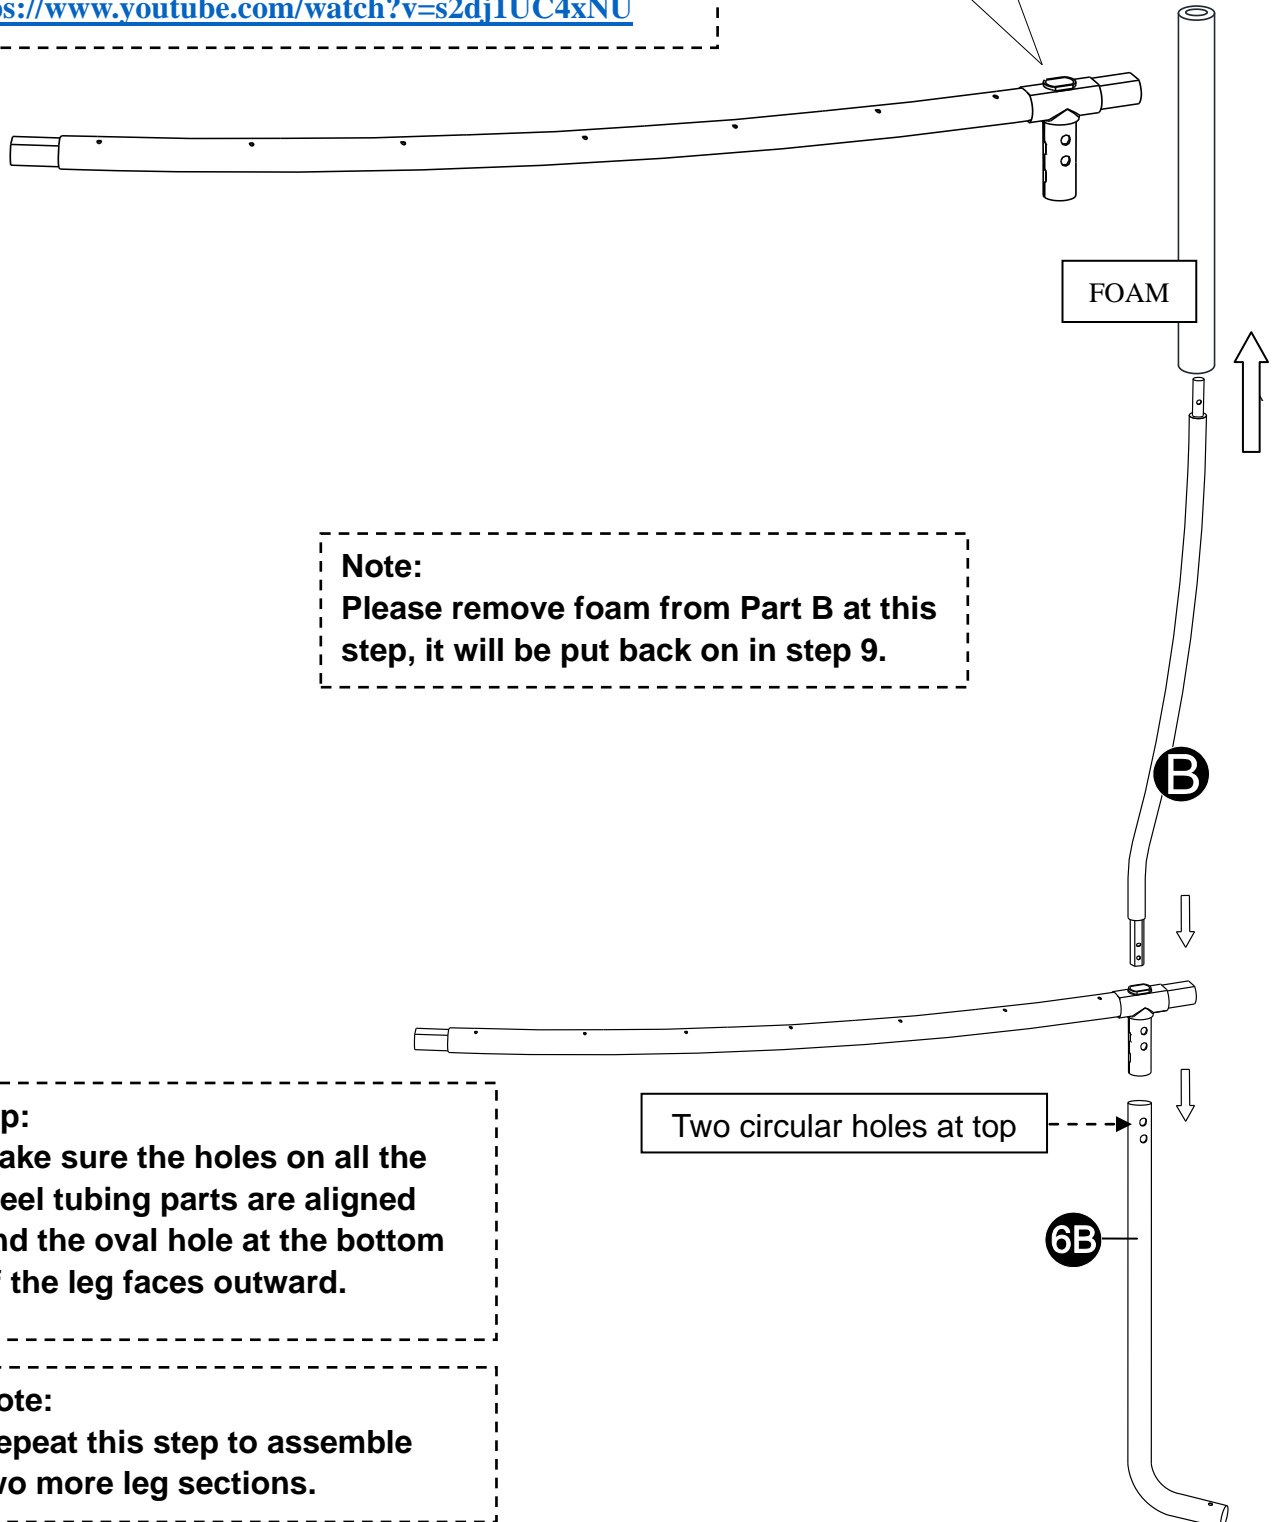 ps://www.youtube.com/watch?v=s2dj1UC4xNU
FOAM
Note:
Please remove foam from Part B at this
step, it will be put back on in step 9.
B
p:
ake sure the holes on all the
eel tubing parts are aligned
nd the oval hole at the bottom
f the leg faces outward.
Two circular holes at top
6B
ote:
epeat this step to assemble
wo more leg sections.